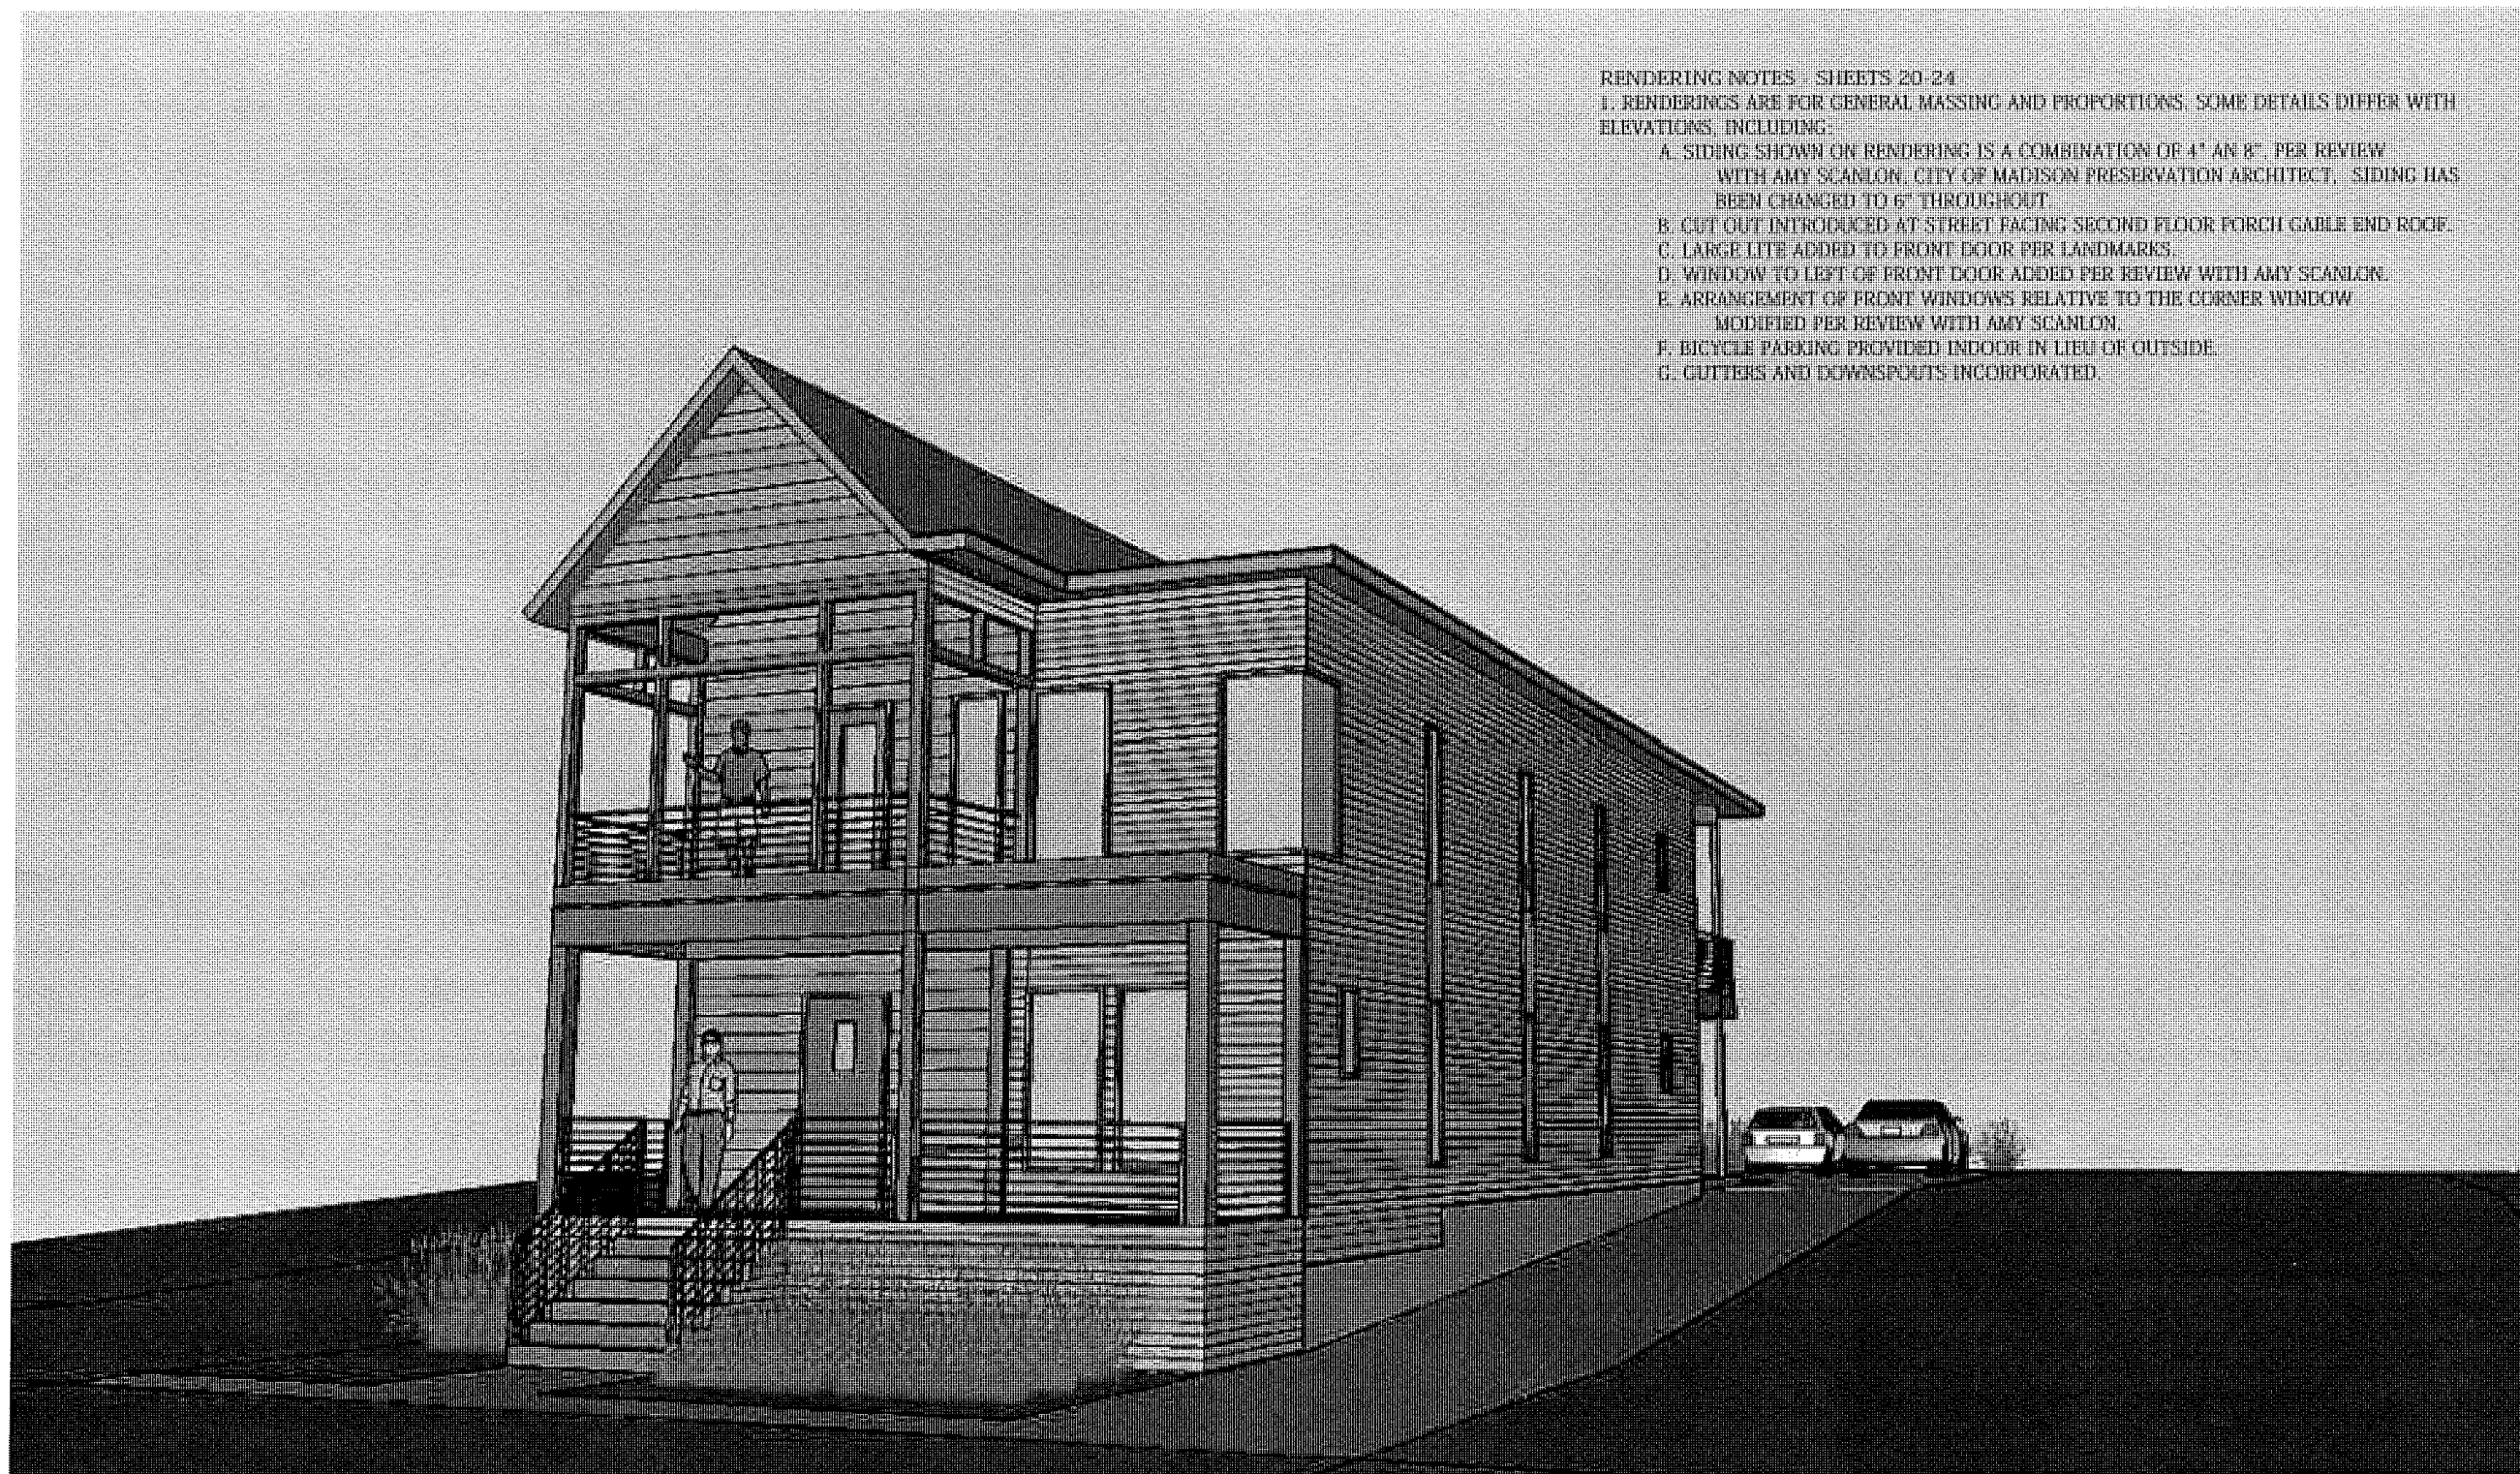 RENDERING NOTES - SHEETS 20-24
1. RENDERINGS ARE FOR GENERAL MASSING AND PROPORTIONS, SOME DETAILS DIFFER WITH
ELEVATIONS, INCLUDING:
A. SIDING SHOWN ON RENDERING IS A COMBINATION OF 4" AN 8", PER REVIEW
WITH AMY SCANLON, CITY OF MADISON PRESERVATION ARCHITECT, SIDING HAS
BEEN CHANGED TO 6" THROUGHOUT.
B. CUT OUT INTRODUCED AT STREET FACING SECOND FLOOR PORCH GABLE END ROOF.
C. LARGE LITE ADDED TO FRONT DOOR PER LANDMARKS.
D. WINDOW TO LEFT OF FRONT DOOR ADDED PER REVIEW WITH AMY SCANLON.
E. ARRANGEMENT OF FRONT WINDOWS RELATIVE TO THE CORNER WINDOW
MODIFIED PER REVIEW WITH AMY SCANLON.
F. BICYCLE PARKING PROVIDED INDOOR IN LIEU OF OUTSIDE.
G. GUTTERS AND DOWNSPOUTS INCORPORATED.